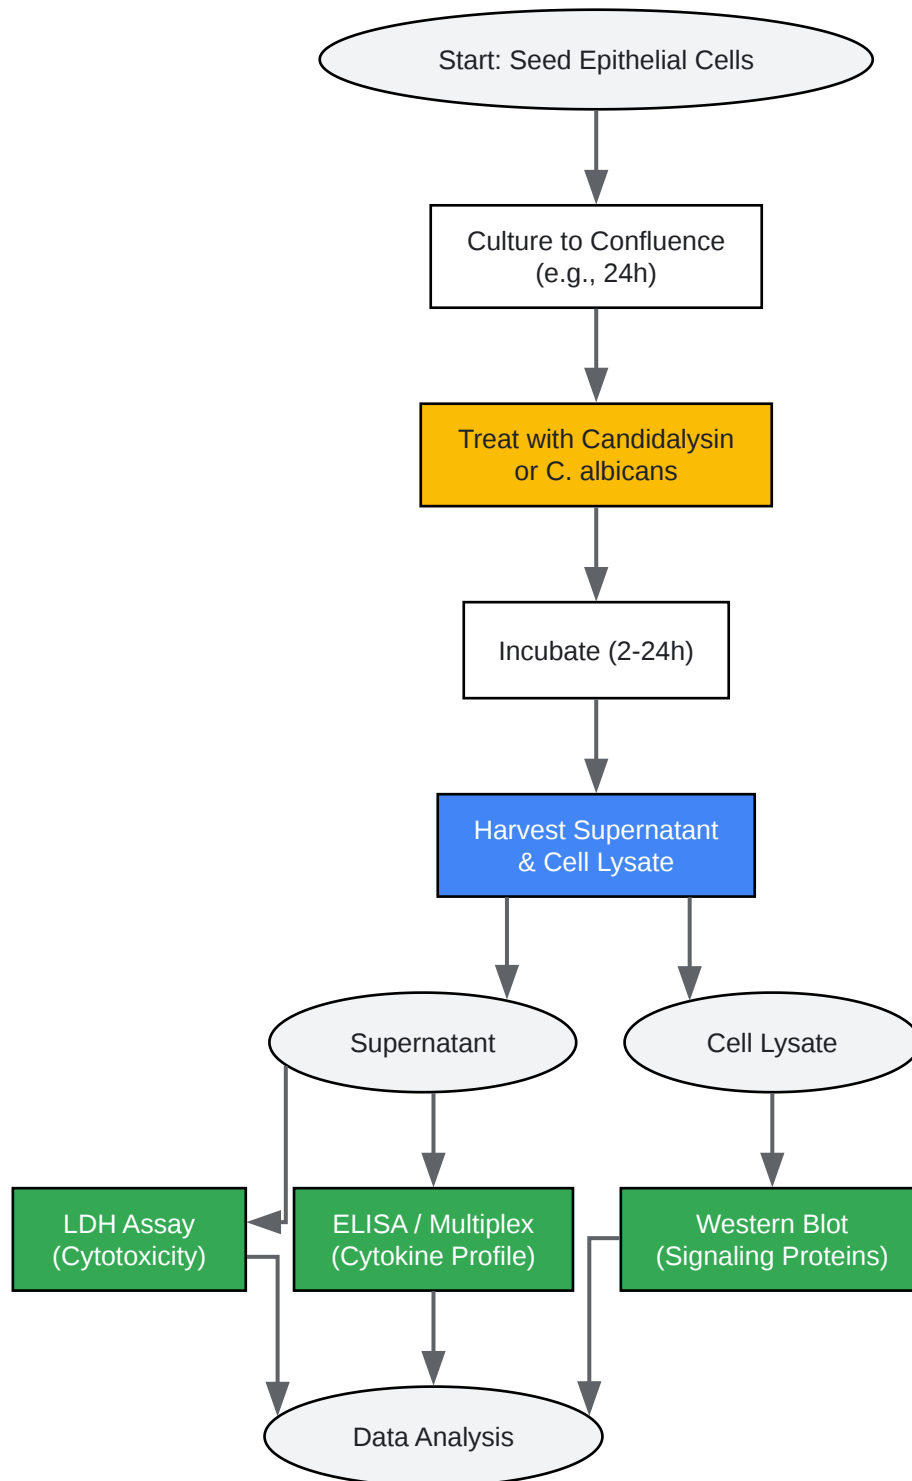 Start: Seed Epithelial Cells
Culture to Confluence
(e.g., 24h)
Treat with Candidalysin
or C. albicans
Incubate (2-24h)
Harvest Supernatant
& Cell Lysate
Supernatant
Cell Lysate
LDH Assay
(Cytotoxicity)
ELISA / Multiplex
(Cytokine Profile)
Western Blot
(Signaling Proteins)
Data Analysis